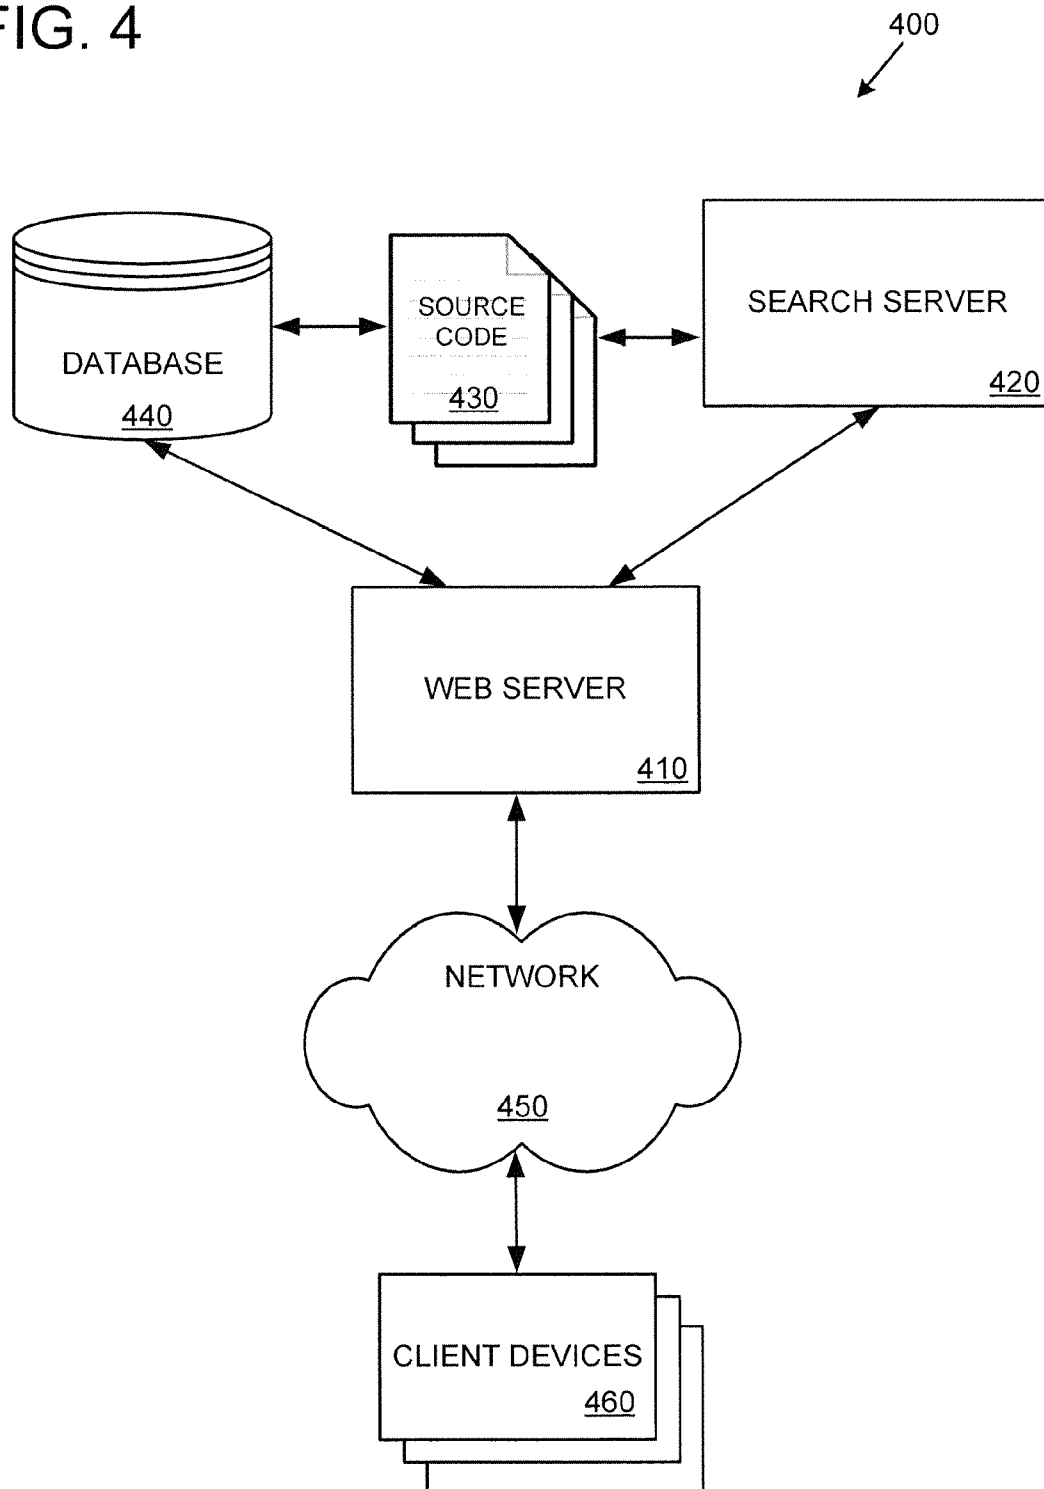 FIG. 4
400
SOURCE
CODE
430
SEARCH SERVER
420
DATABASE
440
WEB SERVER
410
NETWORK
450
CLIENT DEVICES
460